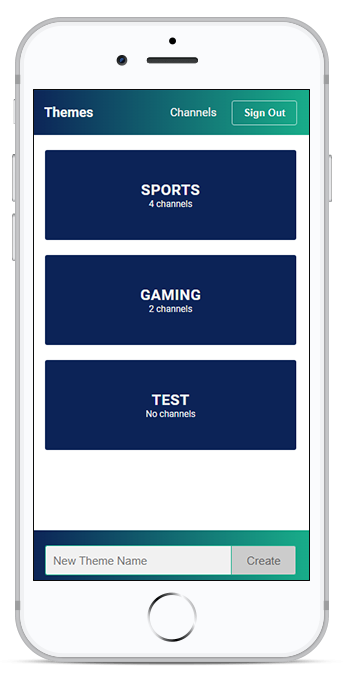 Themes Channels Sign Out
SPORTS
4 channels
GAMING
2 channels
TEST
No channels
New Theme Name Create